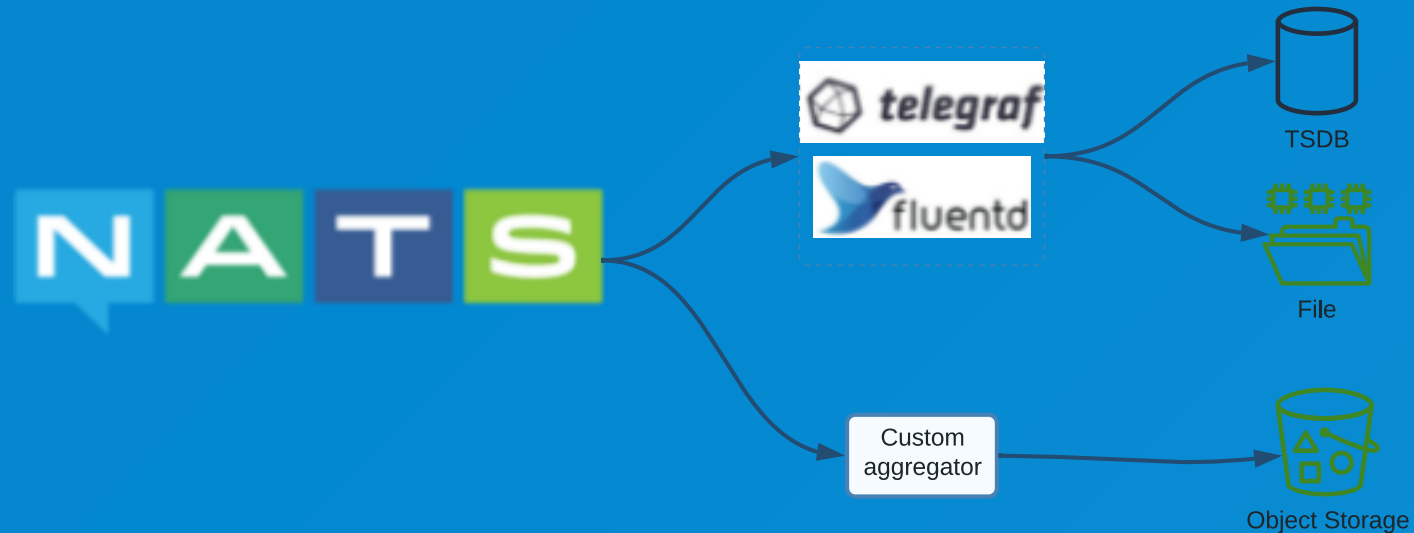 NATS
telegraf
fluentd
TSDB
File
Custom
aggregator
Object Storage